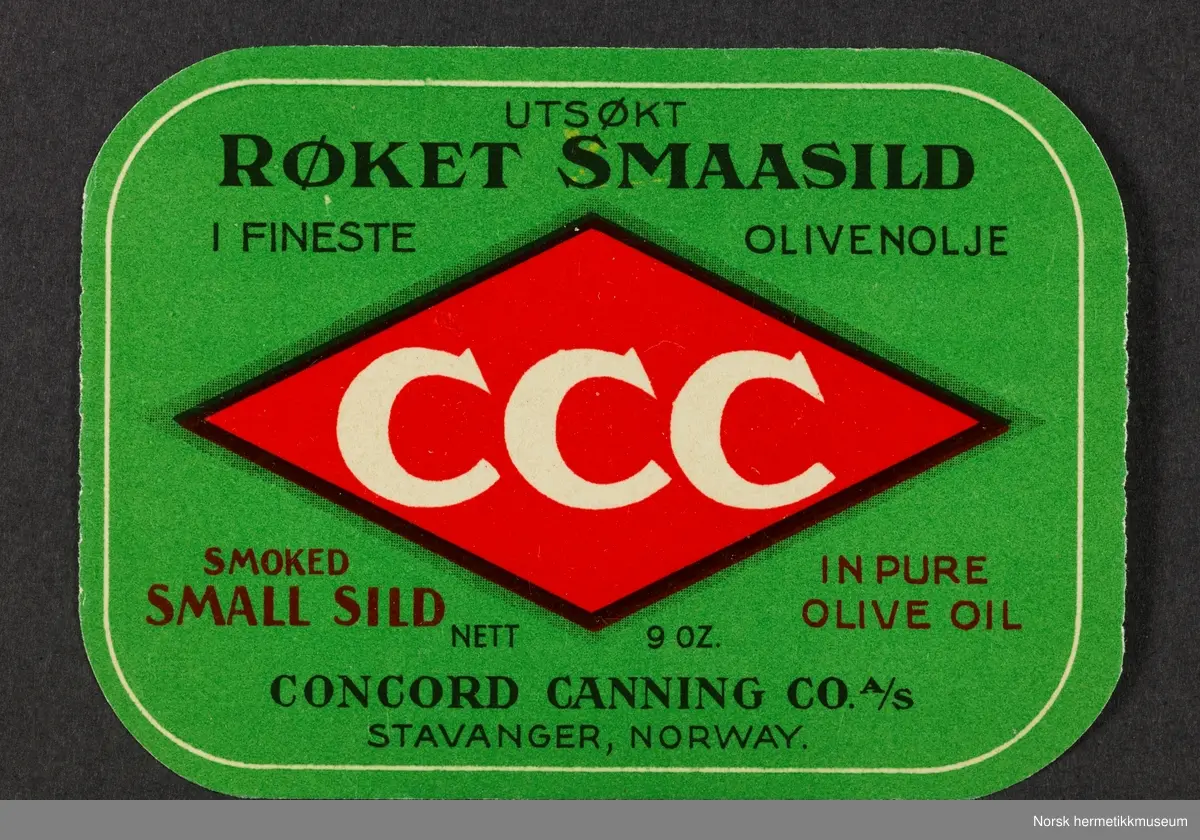 UTSØKT
RØKET SMAASILD
I FINESTE OLIVENOLJE
CCC
SMOKED
SMALL SILD
IN PURE
OLIVE OIL
NETT 9 OZ.
CONCORD CANNING CO. A/S
STAVANGER, NORWAY.
Norsk hermetikkmuseum